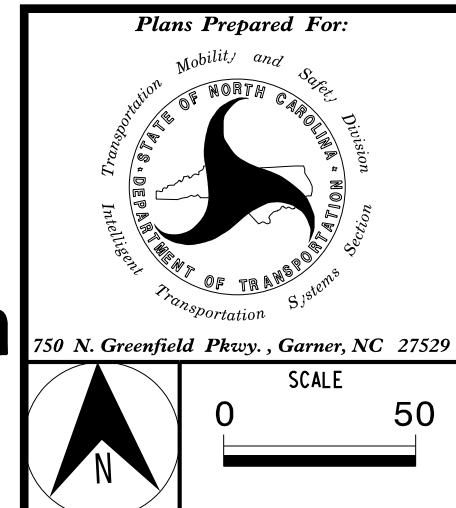 Plans Prepared For:
Transportation Mobility and Safety Division
STATE OF NORTH CAROLINA
DEPARTMENT OF TRANSPORTATION
Intelligent Transportation Systems Section
750 N. Greenfield Pkwy. , Garner, NC 27529
N
SCALE
0 50